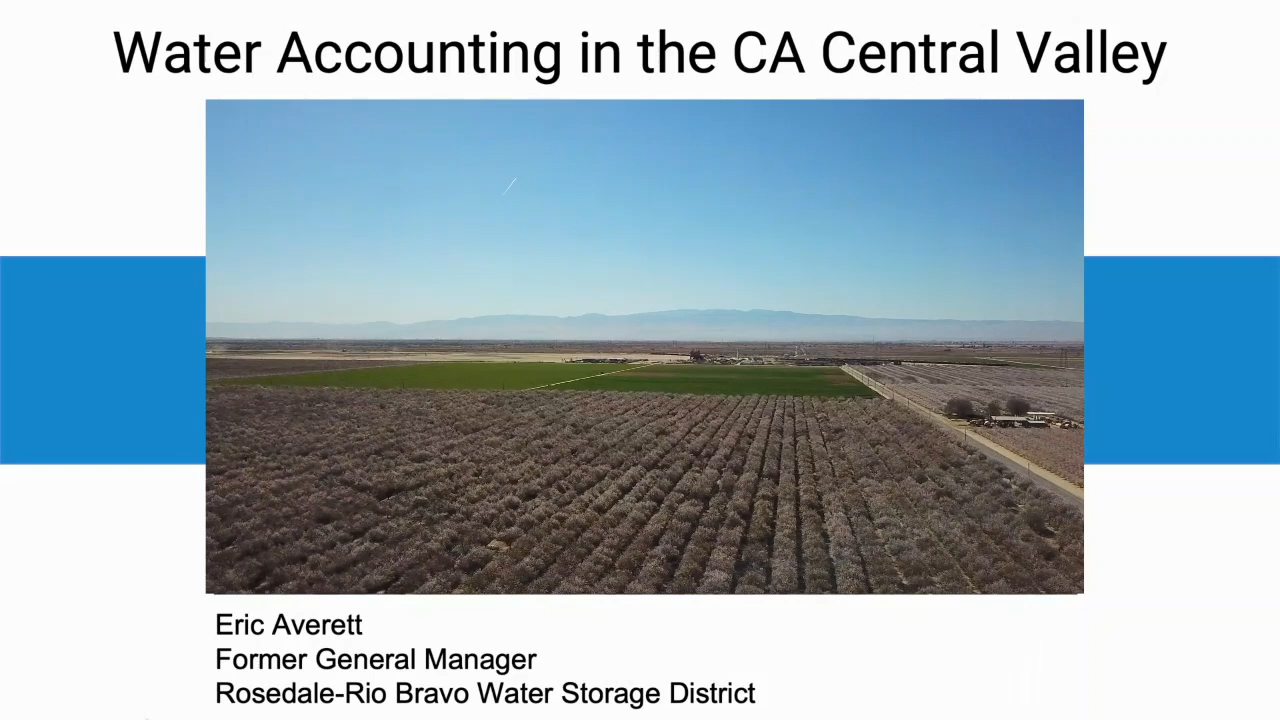 Water Accounting in the CA Central Valley
Eric Averett
Former General Manager
Rosedale-Rio Bravo Water Storage District